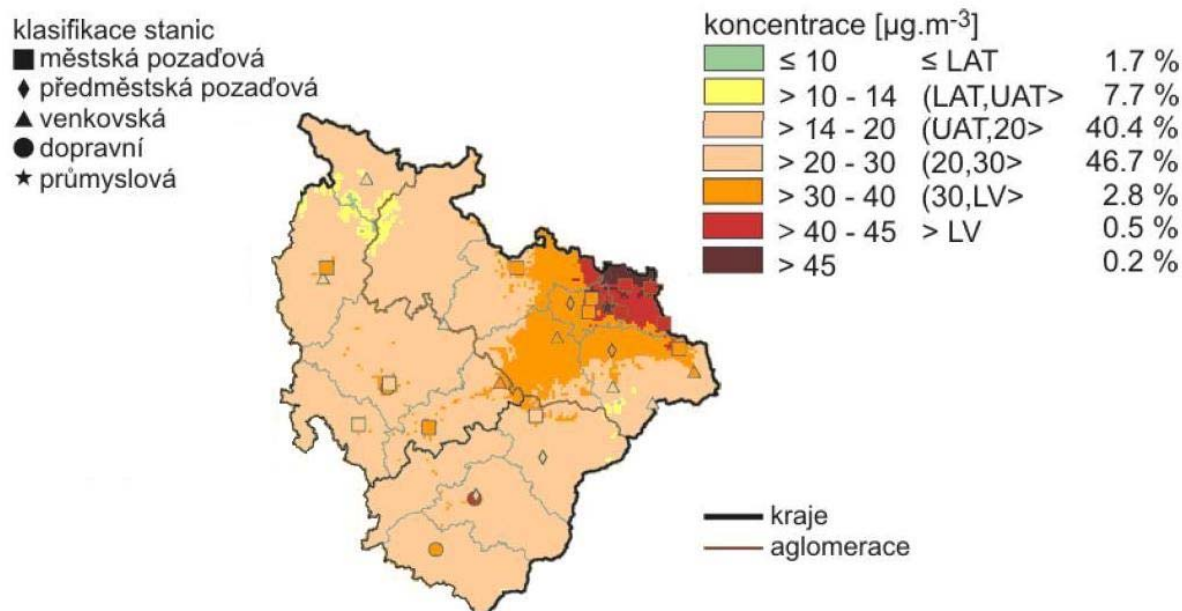 klasifikace stanic
městská pozaďová
předměstská pozaďová
venkovská
dopravní
průmyslová
koncentrace [µg.m-3]
≤ 10 ≤ LAT 1.7 %
> 10 - 14 (LAT,UAT> 7.7 %
> 14 - 20 (UAT,20> 40.4 %
> 20 - 30 (20,30> 46.7 %
> 30 - 40 (30,LV> 2.8 %
> 40 - 45 > LV 0.5 %
> 45 0.2 %
kraje
aglomerace